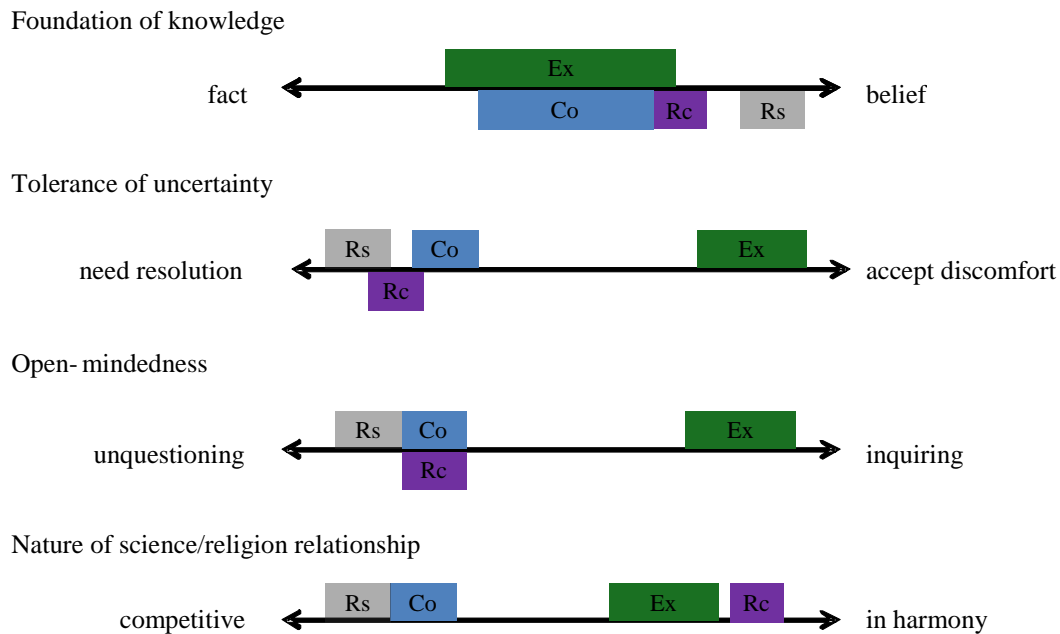 Foundation of knowledge
Ex
fact
belief
Co Rc Rs
Tolerance of uncertainty
Rs Co Ex
need resolution
accept discomfort
Rc
Open- mindedness
Rs Co Ex
unquestioning
inquiring
Rc
Nature of science/religion relationship
competitive Rs Co Ex Rc in harmony